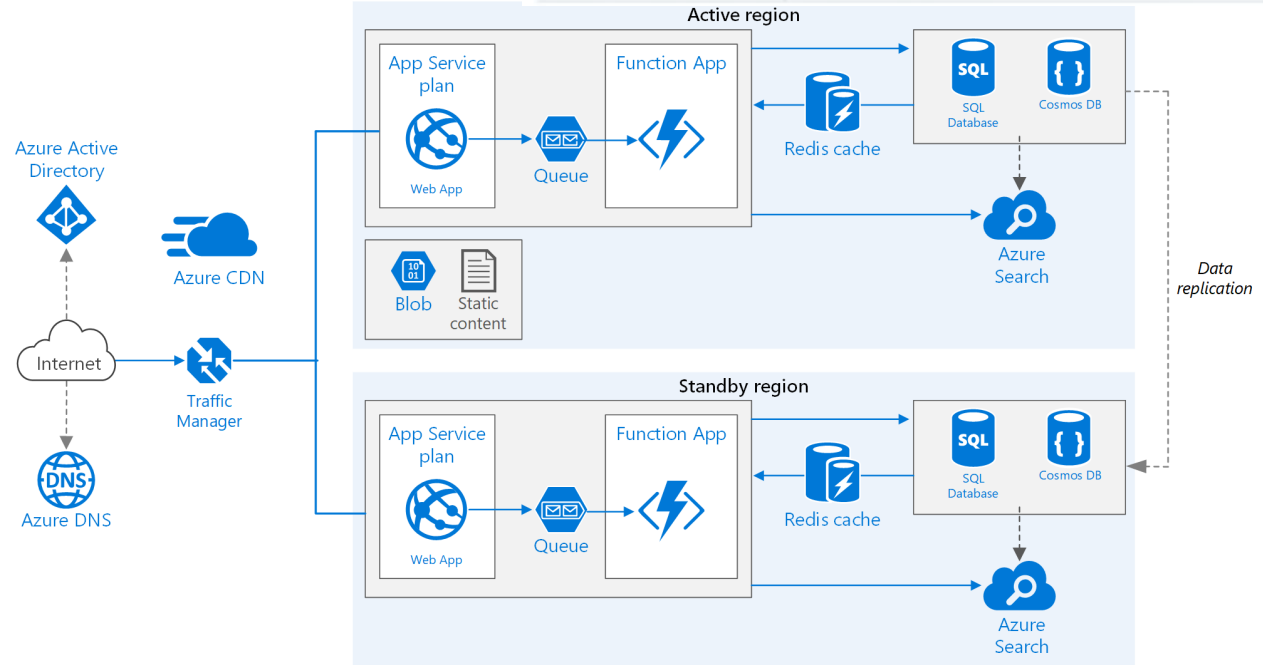 Active region
App Service
plan
Web App
Queue
Function App
Redis cache
SQL
SQL
Database
{ }
Cosmos DB
Azure
Search
10
01
Blob
Static
content
Data
replication
Azure Active
Directory
Azure CDN
Internet
Traffic
Manager
DNS
Azure DNS
Standby region
App Service
plan
Web App
Queue
Function App
Redis cache
SQL
SQL
Database
{ }
Cosmos DB
Azure
Search